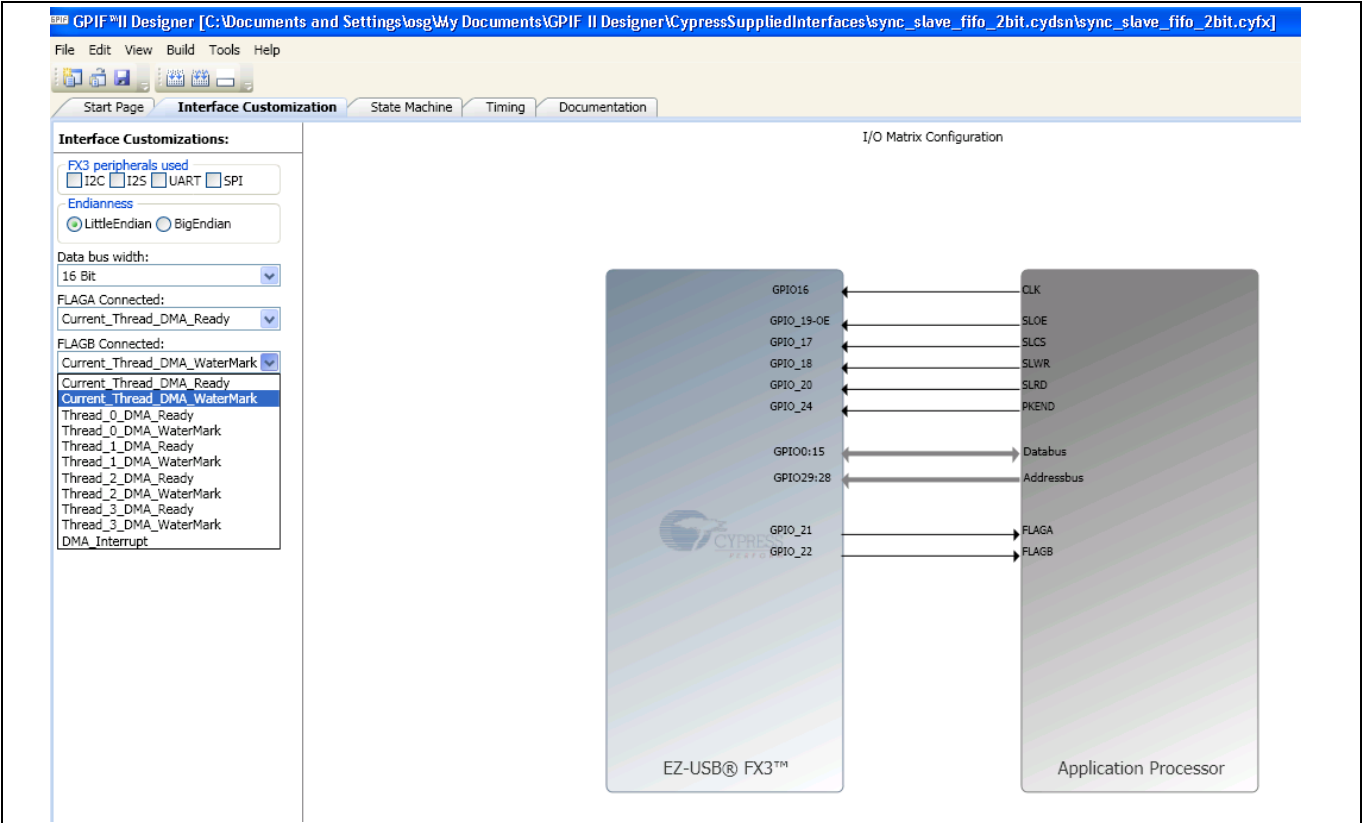 GPIF GPIF™II Designer [C:\Documents and Settings\osg\My Documents\GPIF II Designer\CypressSuppliedInterfaces\sync_slave_fifo_2bit.cydsn\sync_slave_fifo_2bit.cyfx]
File Edit View Build Tools Help
Start Page Interface Customization State Machine Timing Documentation
Interface Customizations:
FX3 peripherals used
I2C I2S UART SPI
Endianness
LittleEndian BigEndian
Data bus width:
16 Bit
FLAGA Connected:
Current_Thread_DMA_Ready
FLAGB Connected:
Current_Thread_DMA_WaterMark
Current_Thread_DMA_Ready
Current_Thread_DMA_WaterMark
Thread_0_DMA_Ready
Thread_0_DMA_WaterMark
Thread_1_DMA_Ready
Thread_1_DMA_WaterMark
Thread_2_DMA_Ready
Thread_2_DMA_WaterMark
Thread_3_DMA_Ready
Thread_3_DMA_WaterMark
DMA_Interrupt
I/O Matrix Configuration
GPIO16 CLK
GPIO_19-OE SLOE
GPIO_17 SLCS
GPIO_18 SLWR
GPIO_20 SLRD
GPIO_24 PKEND
GPIO0:15 Databus
GPIO29:28 Addressbus
GPIO_21 FLAGA
CYPRESS
GPIO_22 FLAGB
EZ-USB® FX3™ Application Processor